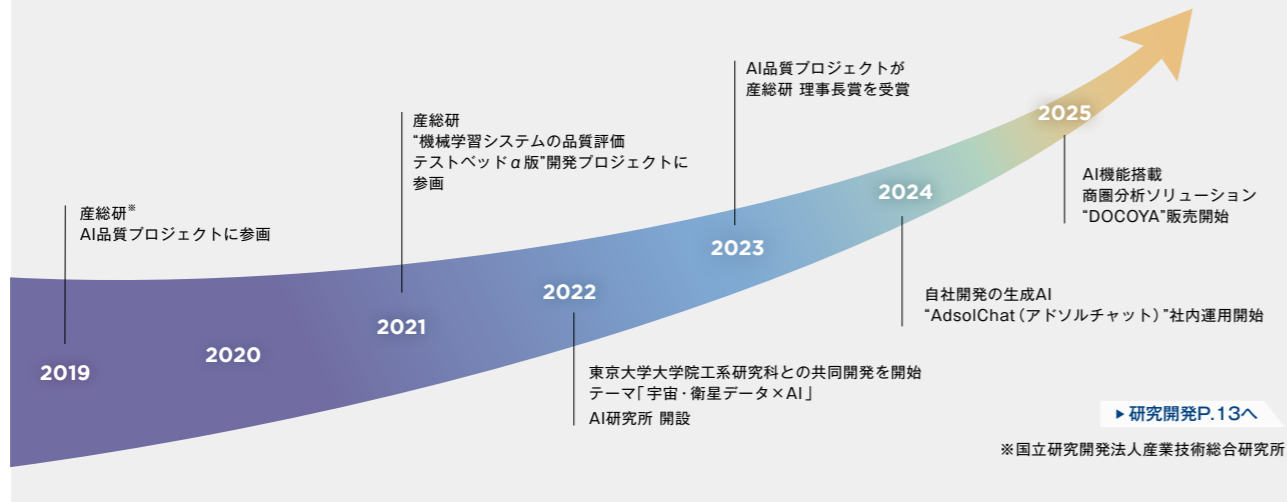 2019
産総研※
AI品質プロジェクトに参画
2020
2021
産総研
“機械学習システムの品質評価
テストベッドα版”開発プロジェクトに
参画
2022
東京大学大学院工系研究科との共同開発を開始
テーマ「宇宙・衛星データ×AI」
AI研究所 開設
2023
AI品質プロジェクトが
産総研 理事長賞を受賞
2024
自社開発の生成AI
“AdsolChat（アドソルチャット）”社内運用開始
2025
AI機能搭載
商圏分析ソリューション
“DOCOYA”販売開始
▶研究開発P.13へ
※国立研究開発法人産業技術総合研究所